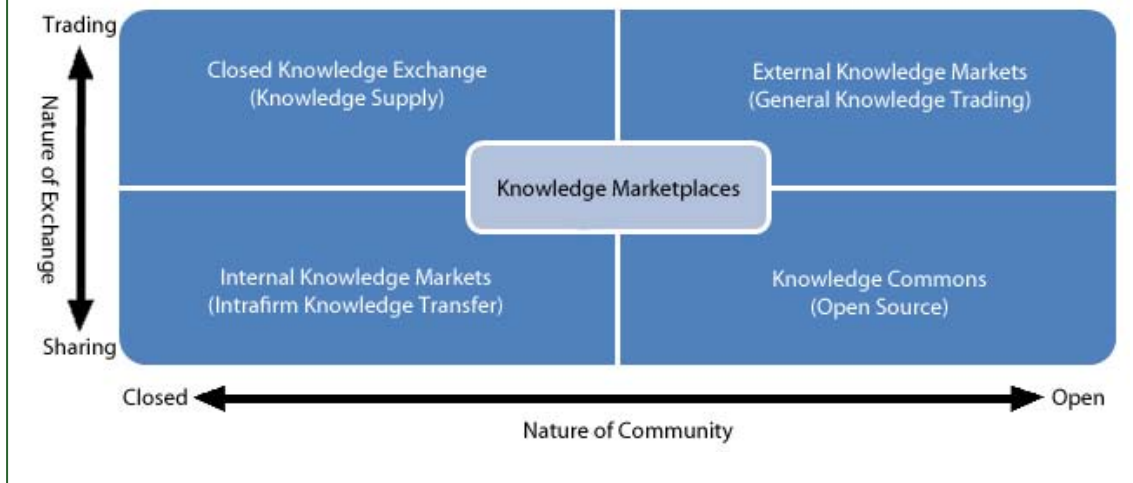 Trading
Nature of Exchange
Sharing
Closed Knowledge Exchange
(Knowledge Supply)
External Knowledge Markets
(General Knowledge Trading)
Knowledge Marketplaces
Internal Knowledge Markets
(Intrafirm Knowledge Transfer)
Knowledge Commons
(Open Source)
Closed
Open
Nature of Community